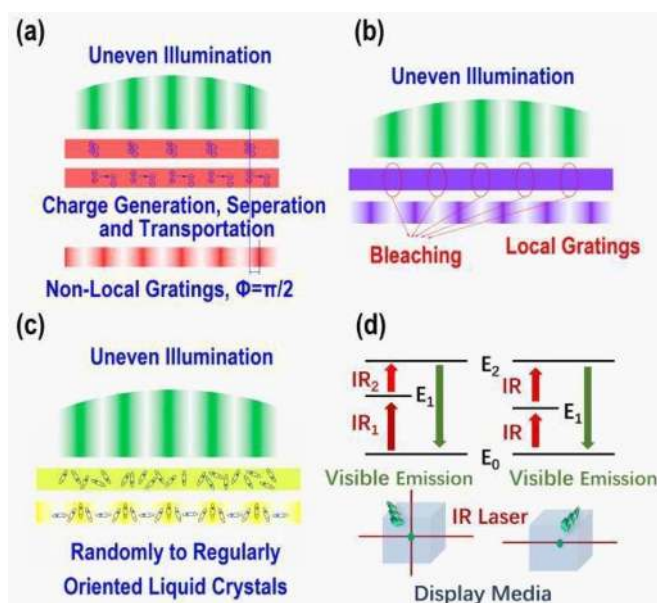 (a)
Uneven Illumination
Charge Generation, Seperation
and Transportation
Non-Local Gratings, Φ=π/2
(b)
Uneven Illumination
Bleaching
Local Gratings
(c)
Uneven Illumination
Randomly to Regularly
Oriented Liquid Crystals
(d)
IR₂
E₁
IR₁
Visible Emission
E₂
E₀
IR
E₁
IR
Visible Emission
IR Laser
Display Media